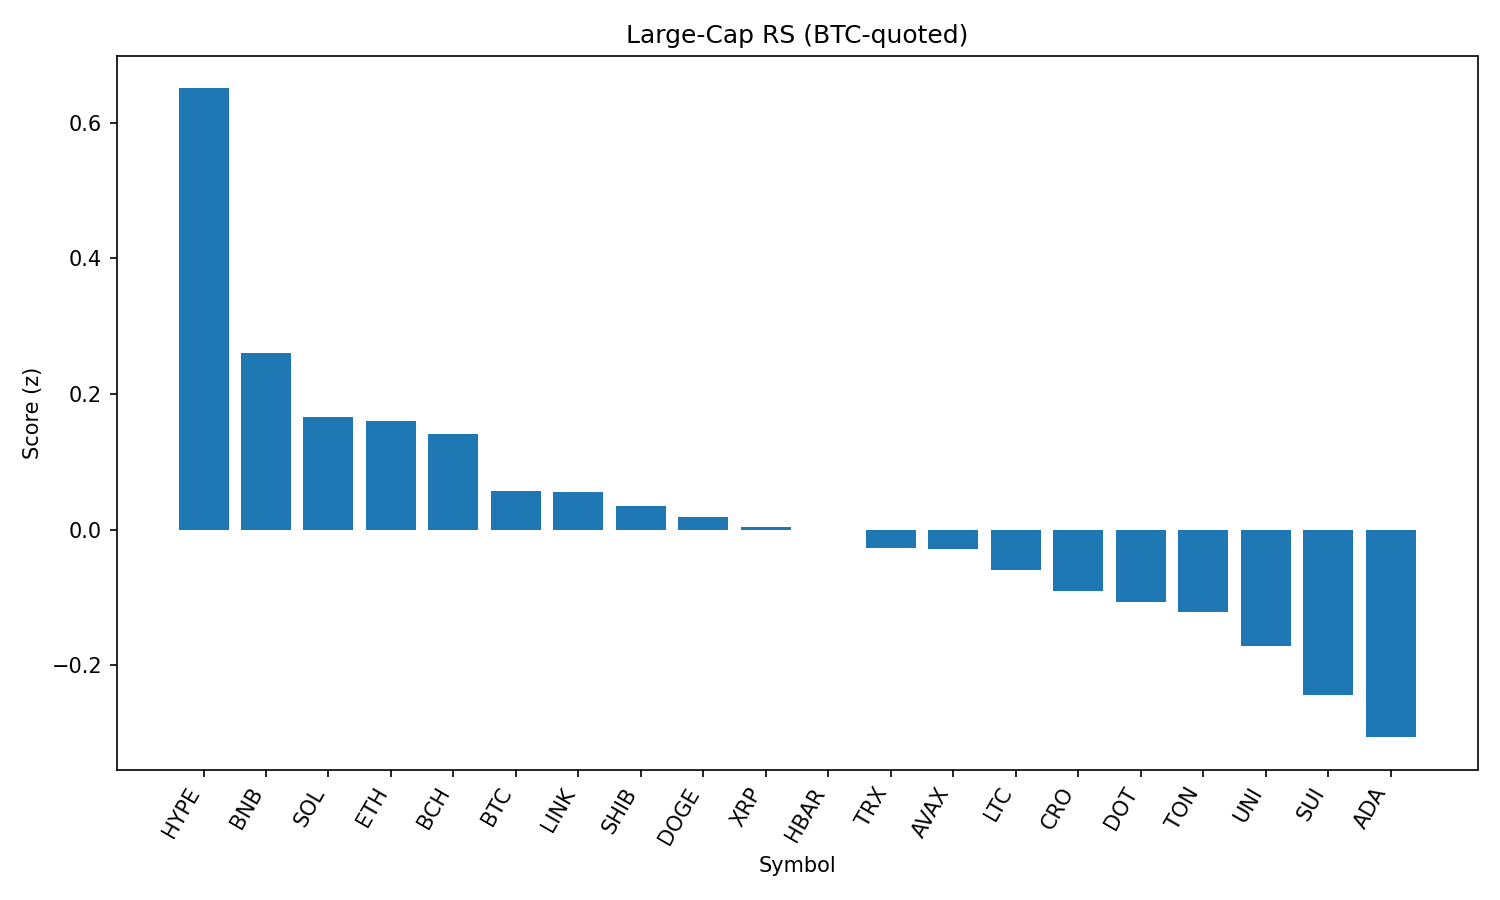 Large-Cap RS (BTC-quoted)
Score (z)
0.6
0.4
0.2
0.0
−0.2
HYPE
BNB
SOL
ETH
BCH
BTC
LINK
SHIB
DOGE
XRP
HBAR
TRX
AVAX
LTC
CRO
DOT
TON
UNI
SUI
ADA
Symbol